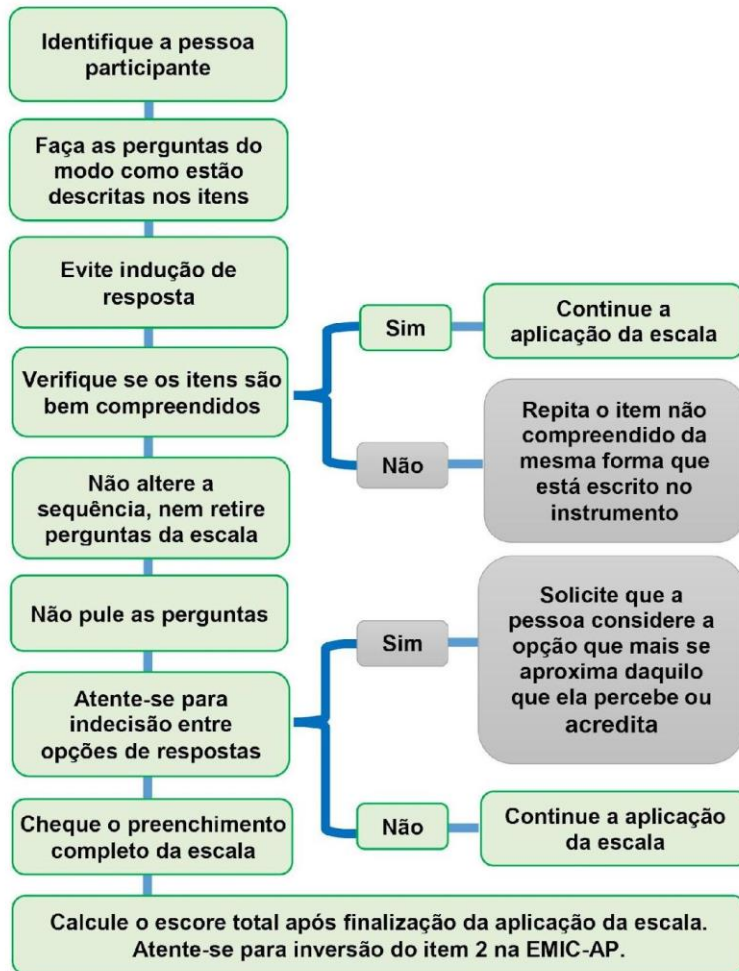 Identifique a pessoa
participante
Faça as perguntas do
modo como estão
descritas nos itens
Evite indução de
resposta
Verifique se os itens são
bem compreendidos
Sim
Continue a
aplicação da escala
Não
Repita o item não
compreendido da
mesma forma que
está escrito no
instrumento
Não altere a
sequência, nem retire
perguntas da escala
Não pule as perguntas
Atente-se para
indecisão entre
opções de respostas
Sim
Solicite que a
pessoa considere a
opção que mais se
aproxima daquilo
que ela percebe ou
acredita
Não
Continue a aplicação
da escala
Cheque o preenchimento
completo da escala
Calcule o escore total após finalização da aplicação da escala.
Atente-se para inversão do item 2 na EMIC-AP.